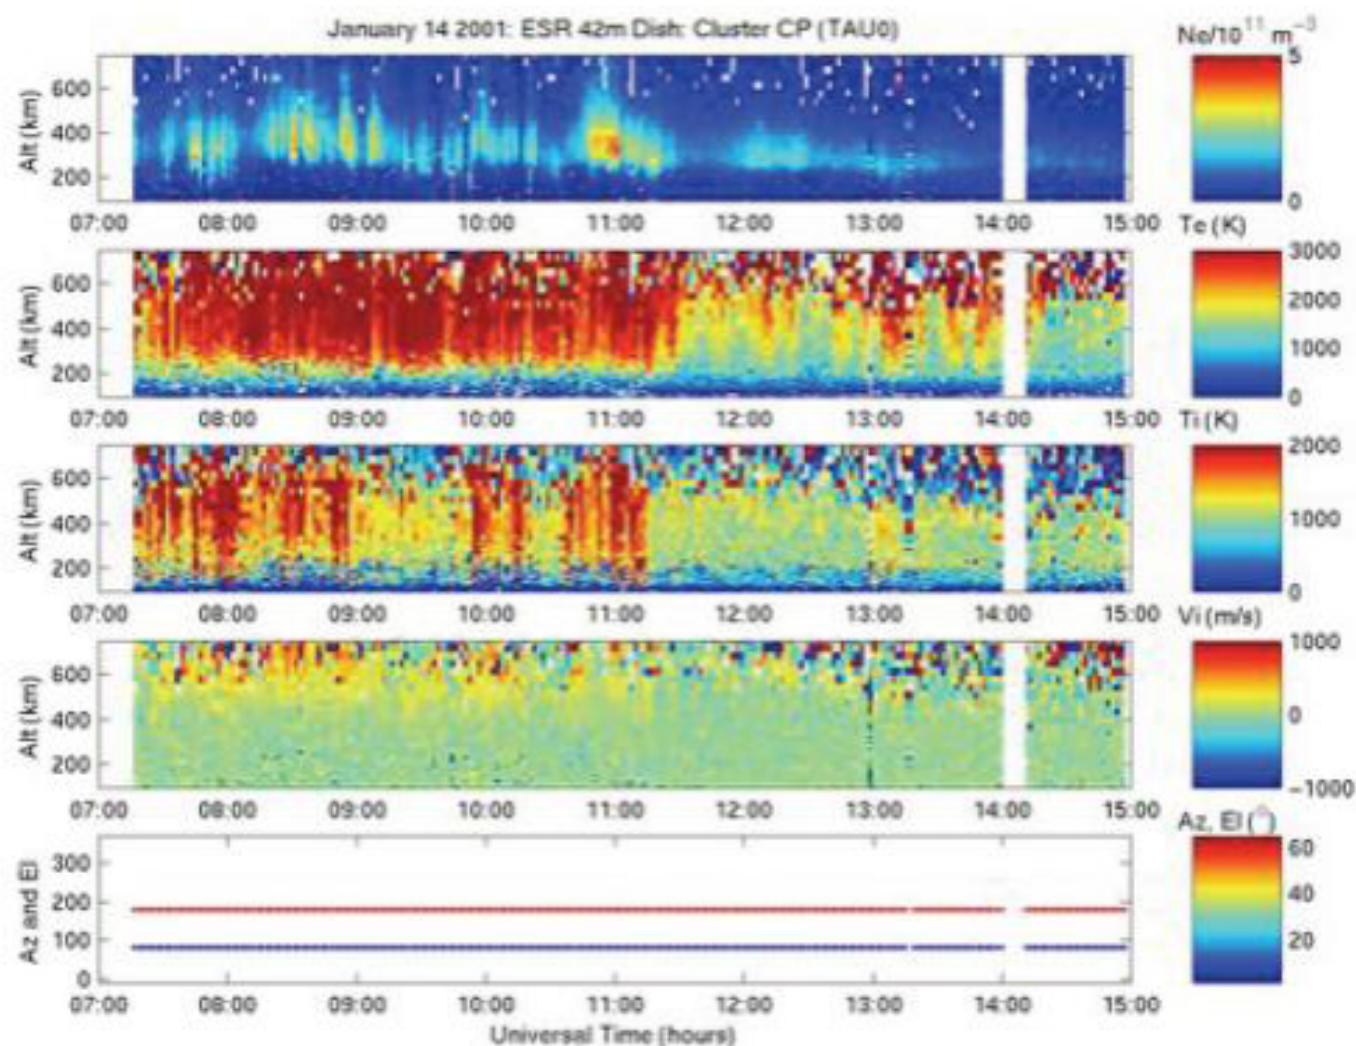 January 14 2001: ESR 42m Dish: Cluster CP (TAU0)
Ne/10¹¹ m⁻³
Alt (km)
600
400
200
5
0
07:00 08:00 09:00 10:00 11:00 12:00 13:00 14:00 15:00
Te (K)
Alt (km)
600
400
200
3000
2000
1000
0
07:00 08:00 09:00 10:00 11:00 12:00 13:00 14:00 15:00
Ti (K)
Alt (km)
600
400
200
2000
1000
0
07:00 08:00 09:00 10:00 11:00 12:00 13:00 14:00 15:00
Vi (m/s)
Alt (km)
600
400
200
1000
0
-1000
07:00 08:00 09:00 10:00 11:00 12:00 13:00 14:00 15:00
Az, El (°)
Az and El
300
200
100
0
60
40
20
07:00 08:00 09:00 10:00 11:00 12:00 13:00 14:00 15:00
Universal Time (hours)